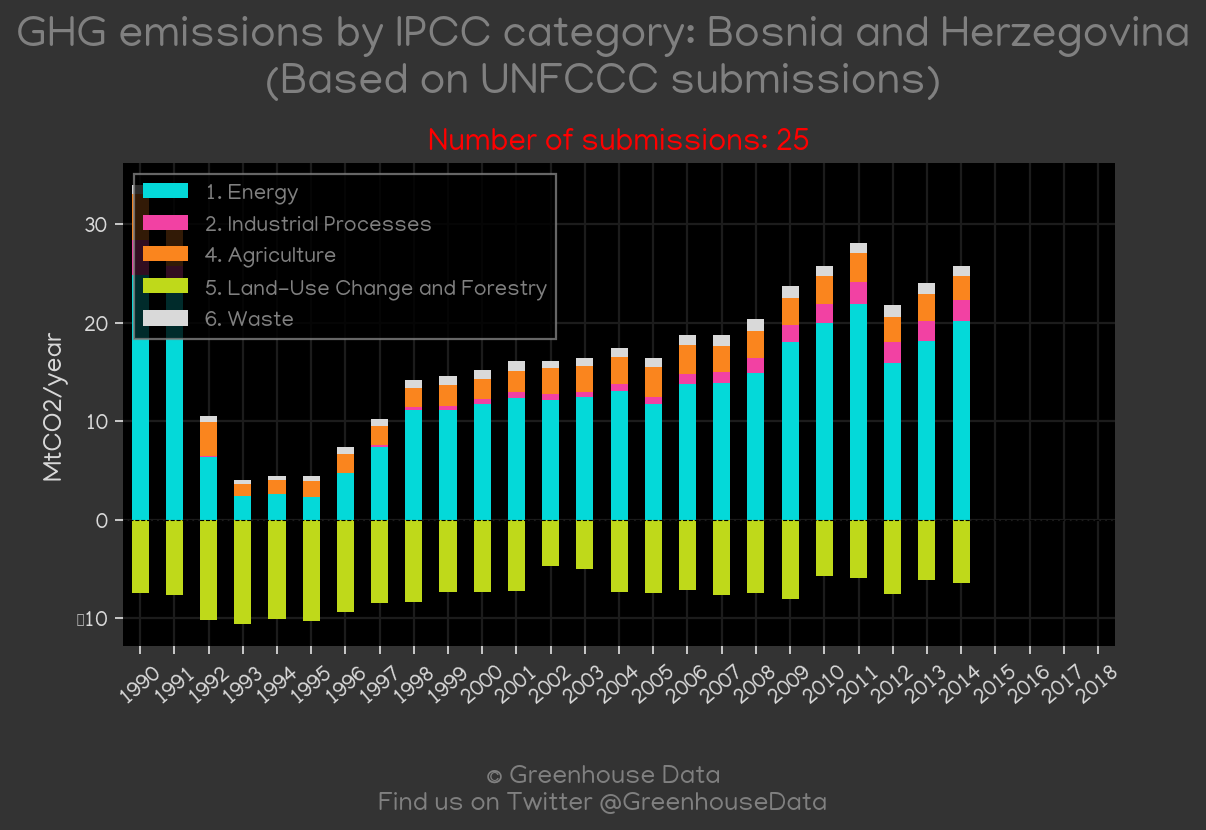 GHG emissions by IPCC category: Bosnia and Herzegovina
(Based on UNFCCC submissions)
Number of submissions: 25
1. Energy
2. Industrial Processes
4. Agriculture
5. Land-Use Change and Forestry
6. Waste
MtCO2/year
30
20
10
0
▯10
1990 1991 1992 1993 1994 1995 1996 1997 1998 1999 2000 2001 2002 2003 2004 2005 2006 2007 2008 2009 2010 2011 2012 2013 2014 2015 2016 2017 2018
© Greenhouse Data
Find us on Twitter @GreenhouseData